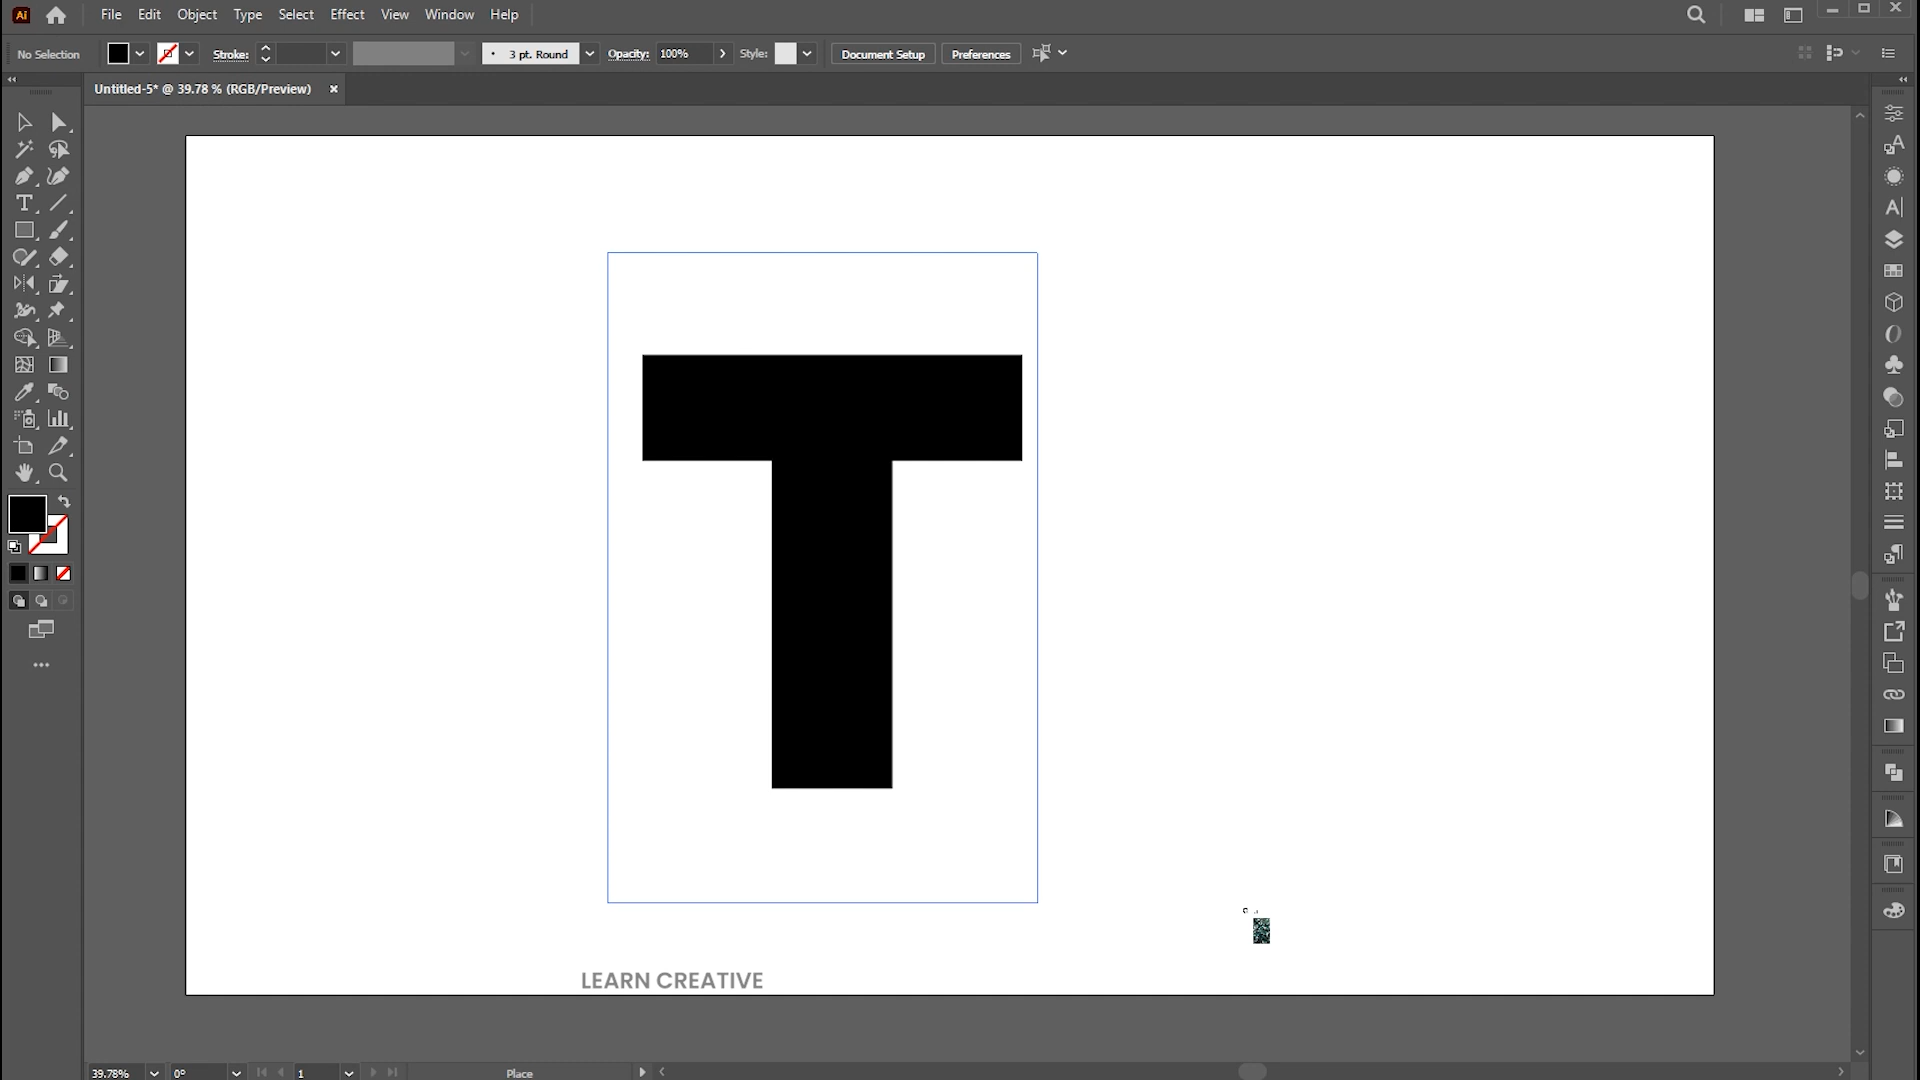 Ai File Edit Object Type Select Effect View Window Help
No Selection Stroke: 3 pt. Round Opacity: 100% Style: Document Setup Preferences
Untitled-5* @ 39.78 % (RGB/Preview) ×
T
LEARN CREATIVE
39.78% 0° 1 Place